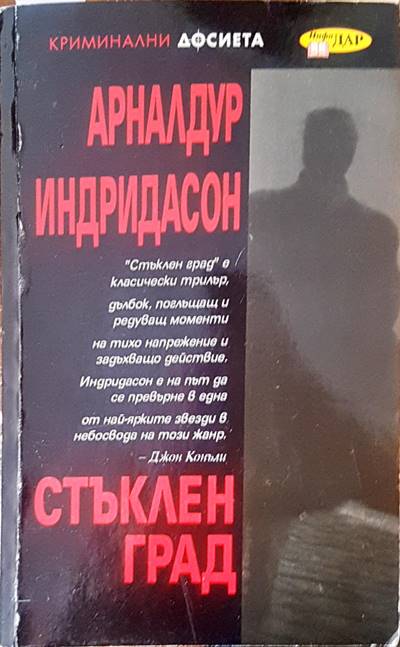 КРИМИНАЛНИ ДОСИЕТА
Инфо
ДАР
АРНАЛДУР
ИНДРИДАСОН
"Стъклен град" е
класически трилър,
дълбок, поглъщащ и
редуващ моменти
на тихо напрежение и
задъхващо действие.
Индридасон е на път да
се превърне в една
от най-ярките звезди в
небосвода на този жанр,
– Джон Конъли
СТЪКЛЕН
ГРАД